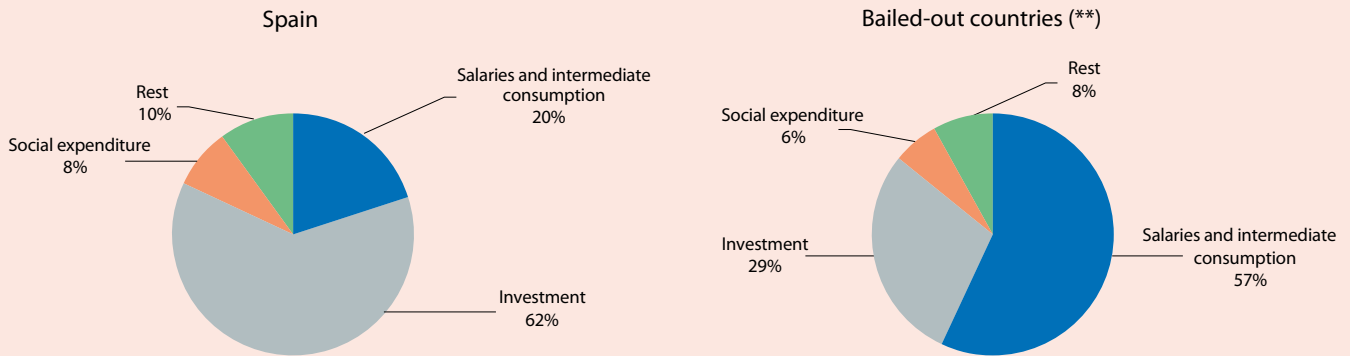 Spain
Salaries and intermediate
consumption
20%
Rest
10%
Social expenditure
8%
Investment
62%
Bailed-out countries (**)
Rest
8%
Social expenditure
6%
Investment
29%
Salaries and intermediate
consumption
57%